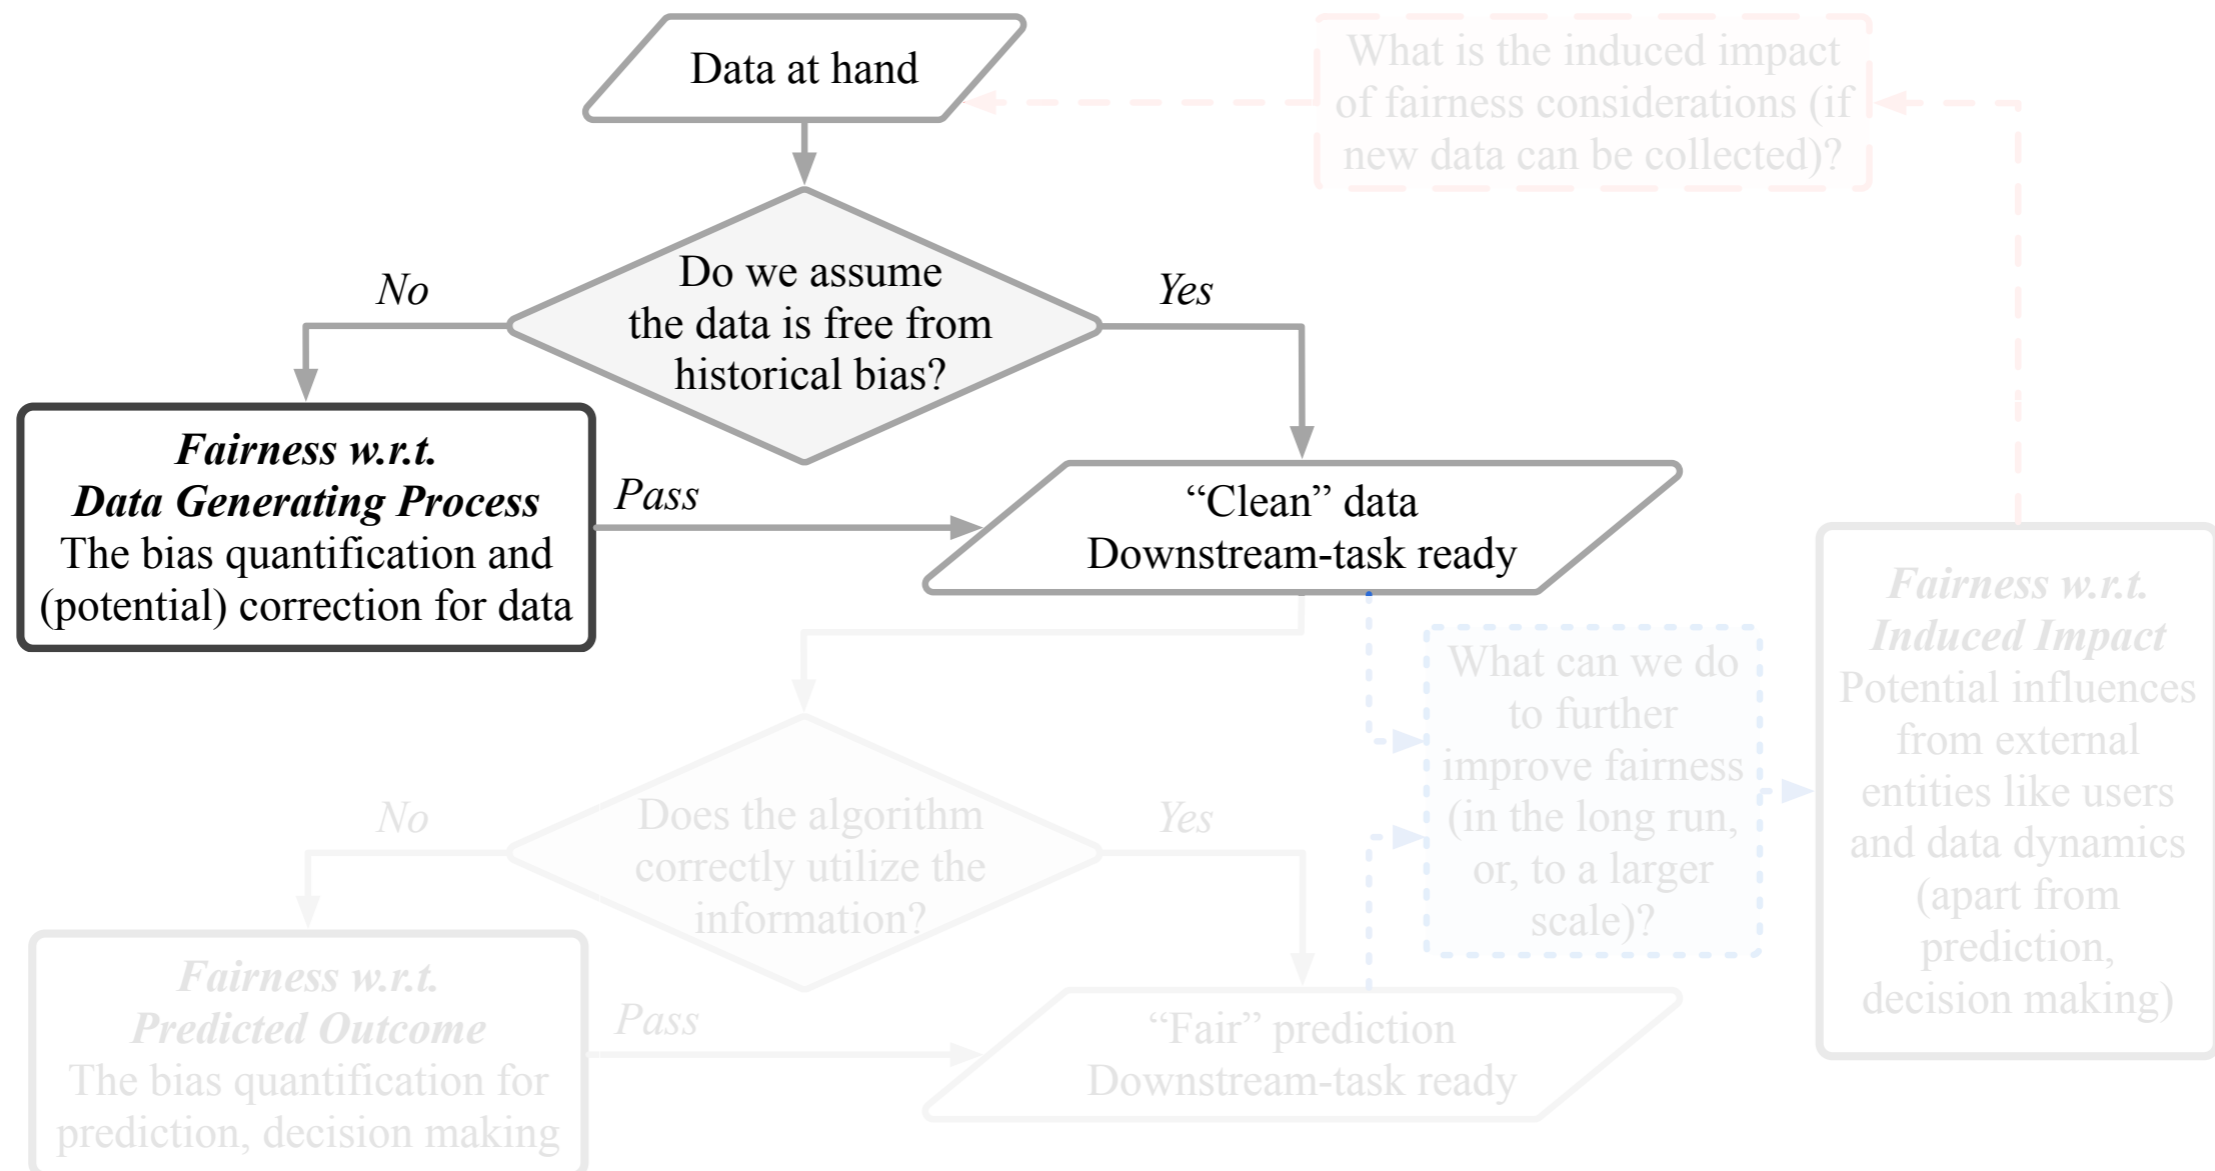 Data at hand
What is the induced impact
of fairness considerations (if
new data can be collected)?
Do we assume
the data is free from
historical bias?
No
Yes
Fairness w.r.t.
Data Generating Process
The bias quantification and
(potential) correction for data
Pass
“Clean” data
Downstream-task ready
What can we do
to further
improve fairness
(in the long run,
or, to a larger
scale)?
Fairness w.r.t.
Induced Impact
Potential influences
from external
entities like users
and data dynamics
(apart from
prediction,
decision making)
Does the algorithm
correctly utilize the
information?
No
Yes
Fairness w.r.t.
Predicted Outcome
The bias quantification for
prediction, decision making
Pass
“Fair” prediction
Downstream-task ready